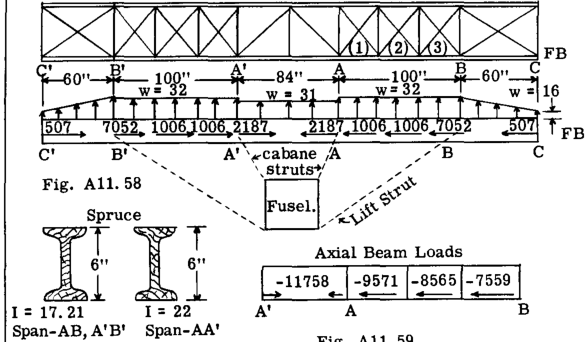 (1) (2) (3)
FB
C' B' A' A B C
60" 100" 84" 100" 60"
w = 32 w = 31 w = 32 w = 16
507 7052 1006 1006 2187 2187 1006 1006 7052 507
FB
C' B' A' A B C
cabane
struts
Fig. A11.58
Fusel.
Lift Strut
Spruce
6" 6"
Axial Beam Loads
-11758 -9571 -8565 -7559
A' A B
I = 17.21 I = 22
Span-AB, A'B' Span-AA'
Fig. A11.59